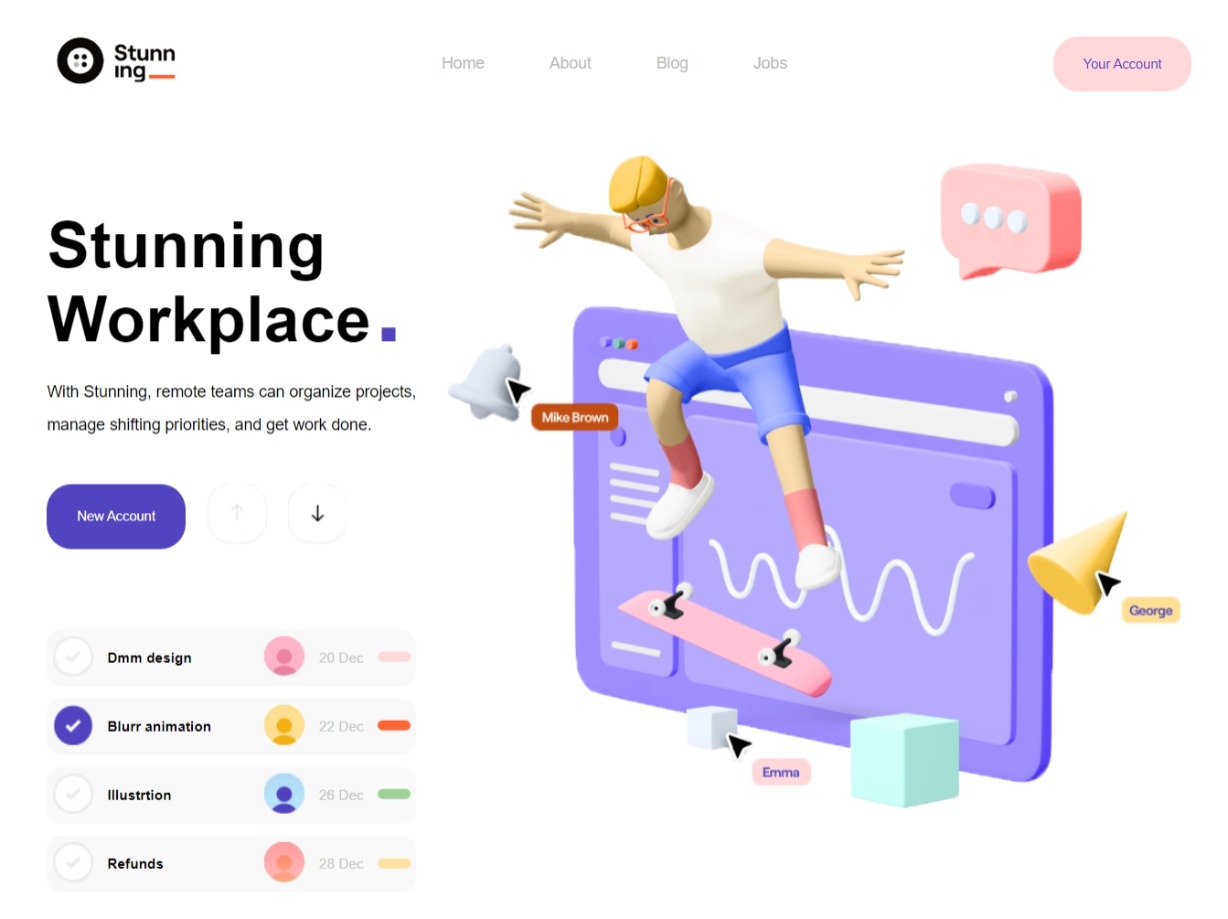 Stunn
ing
Home About Blog Jobs
Your Account
Stunning
Workplace.
With Stunning, remote teams can organize projects,
manage shifting priorities, and get work done.
New Account
Dmm design 20 Dec
Blurr animation 22 Dec
Illustrtion 26 Dec
Refunds 28 Dec
Mike Brown
George
Emma